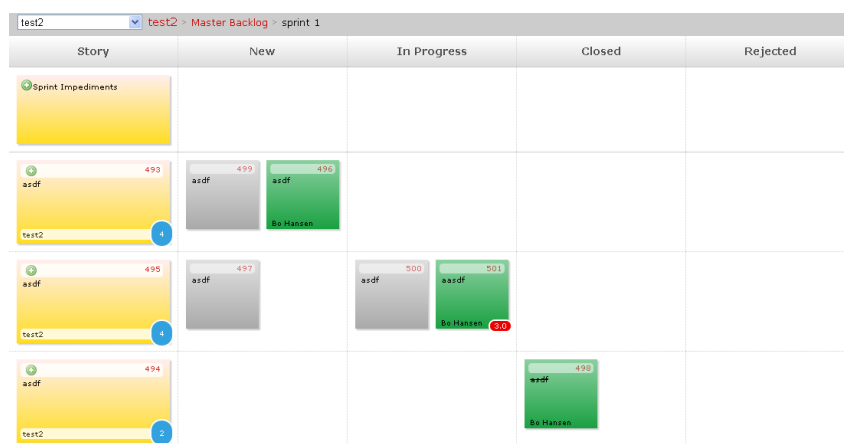 test2 test2 > Master Backlog > sprint 1
Story New In Progress Closed Rejected
Sprint Impediments
493 499 496
asdf asdf asdf
Bo Hansen
test2 4
495 497 500 501
asdf asdf asdf aasdf
Bo Hansen 3.0
test2 4
494 498
asdf asdf
Bo Hansen
test2 2